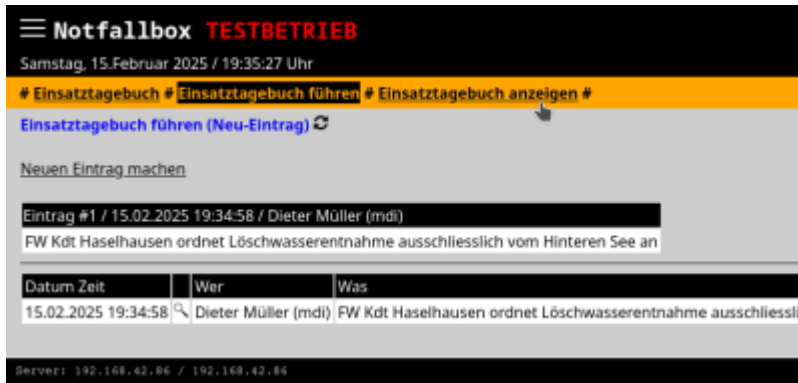 Notfallbox TESTBETRIEB
Samstag, 15.Februar 2025 / 19:35:27 Uhr
# Einsatztagebuch # Einsatztagebuch führen # Einsatztagebuch anzeigen #
Einsatztagebuch führen (Neu-Eintrag)
Neuen Eintrag machen
Eintrag #1 / 15.02.2025 19:34:58 / Dieter Müller (mdi)
FW Kdt Haselhausen ordnet Löschwasserentnahme ausschliesslich vom Hinteren See an
Datum Zeit Wer Was
15.02.2025 19:34:58 Dieter Müller (mdi) FW Kdt Haselhausen ordnet Löschwasserentnahme ausschliessli
Server: 192.168.42.86 / 192.168.42.86